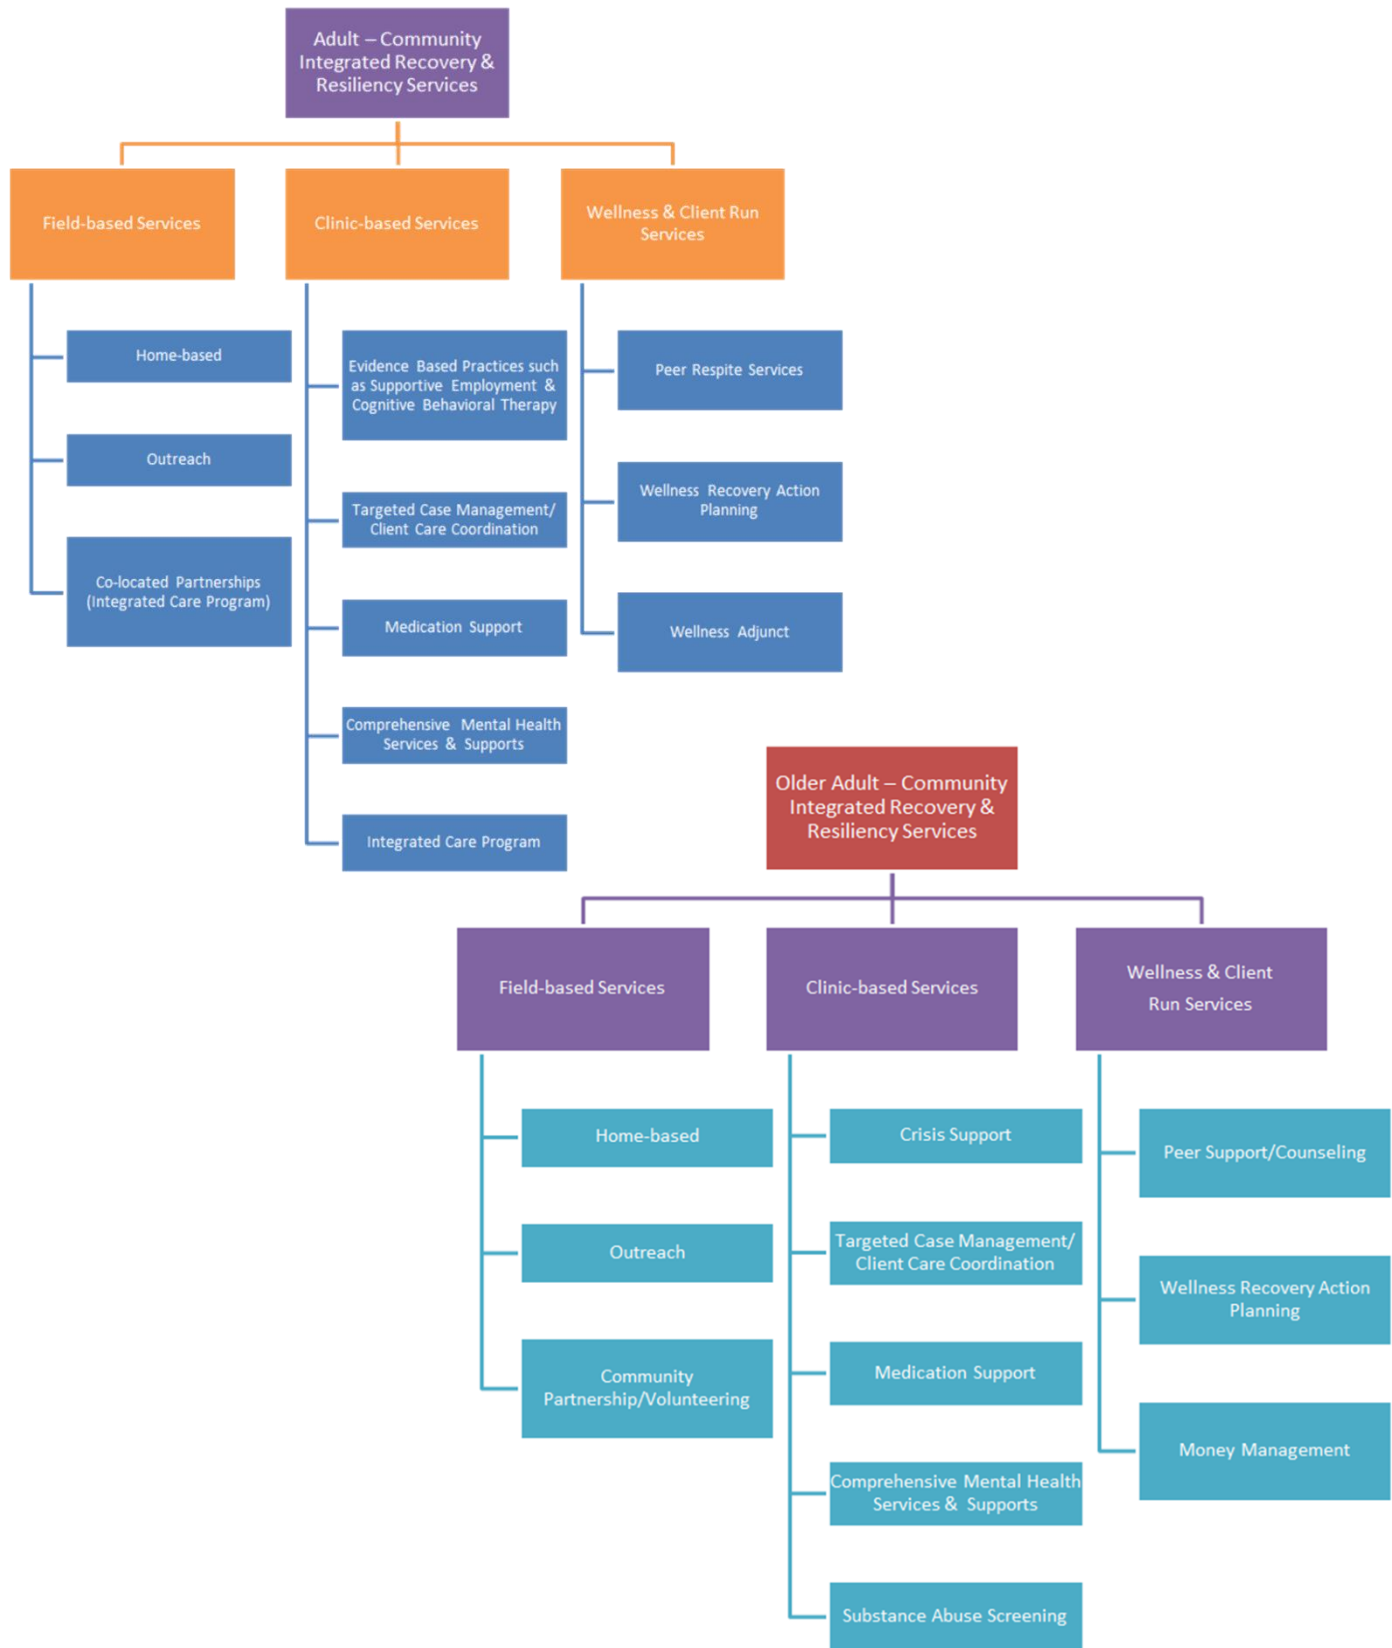 Adult – Community
Integrated Recovery &
Resiliency Services
Field-based Services
Clinic-based Services
Wellness & Client Run
Services
Home-based
Outreach
Co-located Partnerships
(Integrated Care Program)
Evidence Based Practices such
as Supportive Employment &
Cognitive Behavioral Therapy
Targeted Case Management/
Client Care Coordination
Medication Support
Comprehensive Mental Health
Services & Supports
Integrated Care Program
Peer Respite Services
Wellness Recovery Action
Planning
Wellness Adjunct
Older Adult – Community
Integrated Recovery &
Resiliency Services
Field-based Services
Clinic-based Services
Wellness & Client
Run Services
Home-based
Outreach
Community
Partnership/Volunteering
Crisis Support
Targeted Case Management/
Client Care Coordination
Medication Support
Comprehensive Mental Health
Services & Supports
Substance Abuse Screening
Peer Support/Counseling
Wellness Recovery Action
Planning
Money Management